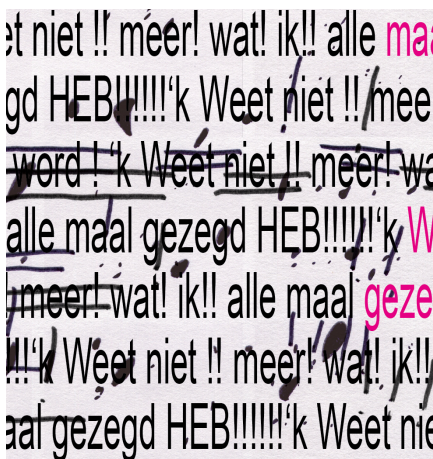 et niet !! meer! wat! ik!! alle maa
gd HEB!!!!!!‘k Weet niet !! mee
word ! ‘k Weet niet !! meer! wa
alle maal gezegd HEB!!!!!!‘k W
meer! wat! ik!! alle maal geze
!!!‘k Weet niet !! meer! wat! ik!!
aal gezegd HEB!!!!!!‘k Weet nie